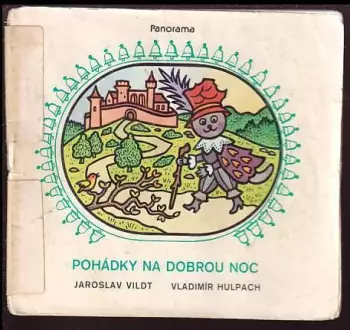 Panorama
POHÁDKY NA DOBROU NOC
JAROSLAV VILDT VLADIMÍR HULPACH